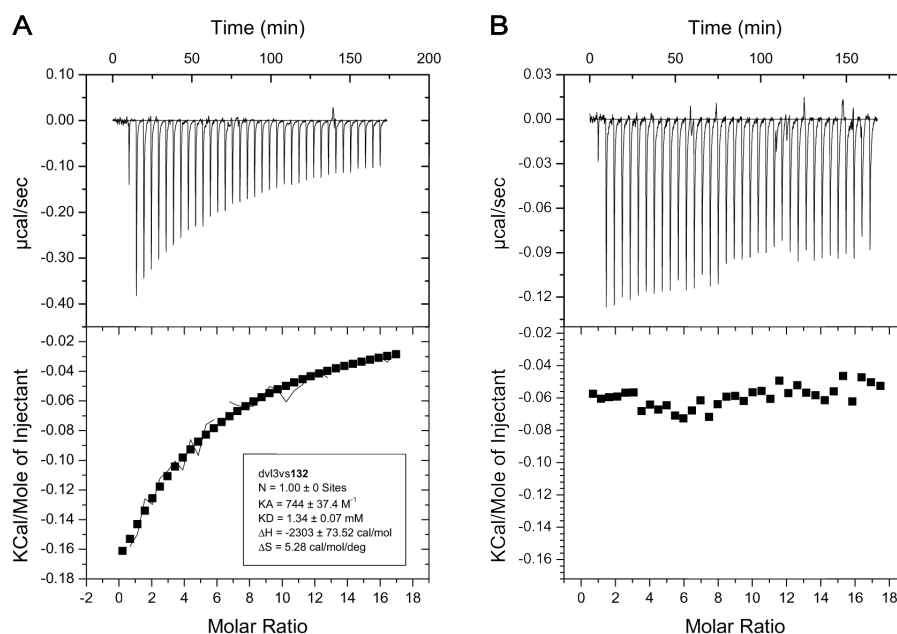 A
Time (min)
0 50 100 150 200
0.10
0.00
-0.10
-0.20
-0.30
-0.40
µcal/sec
-0.02
-0.04
-0.06
-0.08
-0.10
-0.12
-0.14
-0.16
-0.18
KCal/Mole of Injectant
dvl3vs132
N = 1.00 ± 0 Sites
KA = 744 ± 37.4 M⁻¹
KD = 1.34 ± 0.07 mM
ΔH = -2303 ± 73.52 cal/mol
ΔS = 5.28 cal/mol/deg
-2 0 2 4 6 8 10 12 14 16 18
Molar Ratio
B
Time (min)
0 50 100 150
0.03
0.00
-0.03
-0.06
-0.09
-0.12
µcal/sec
-0.02
-0.04
-0.06
-0.08
-0.10
-0.12
-0.14
-0.16
KCal/Mole of Injectant
0 2 4 6 8 10 12 14 16 18
Molar Ratio